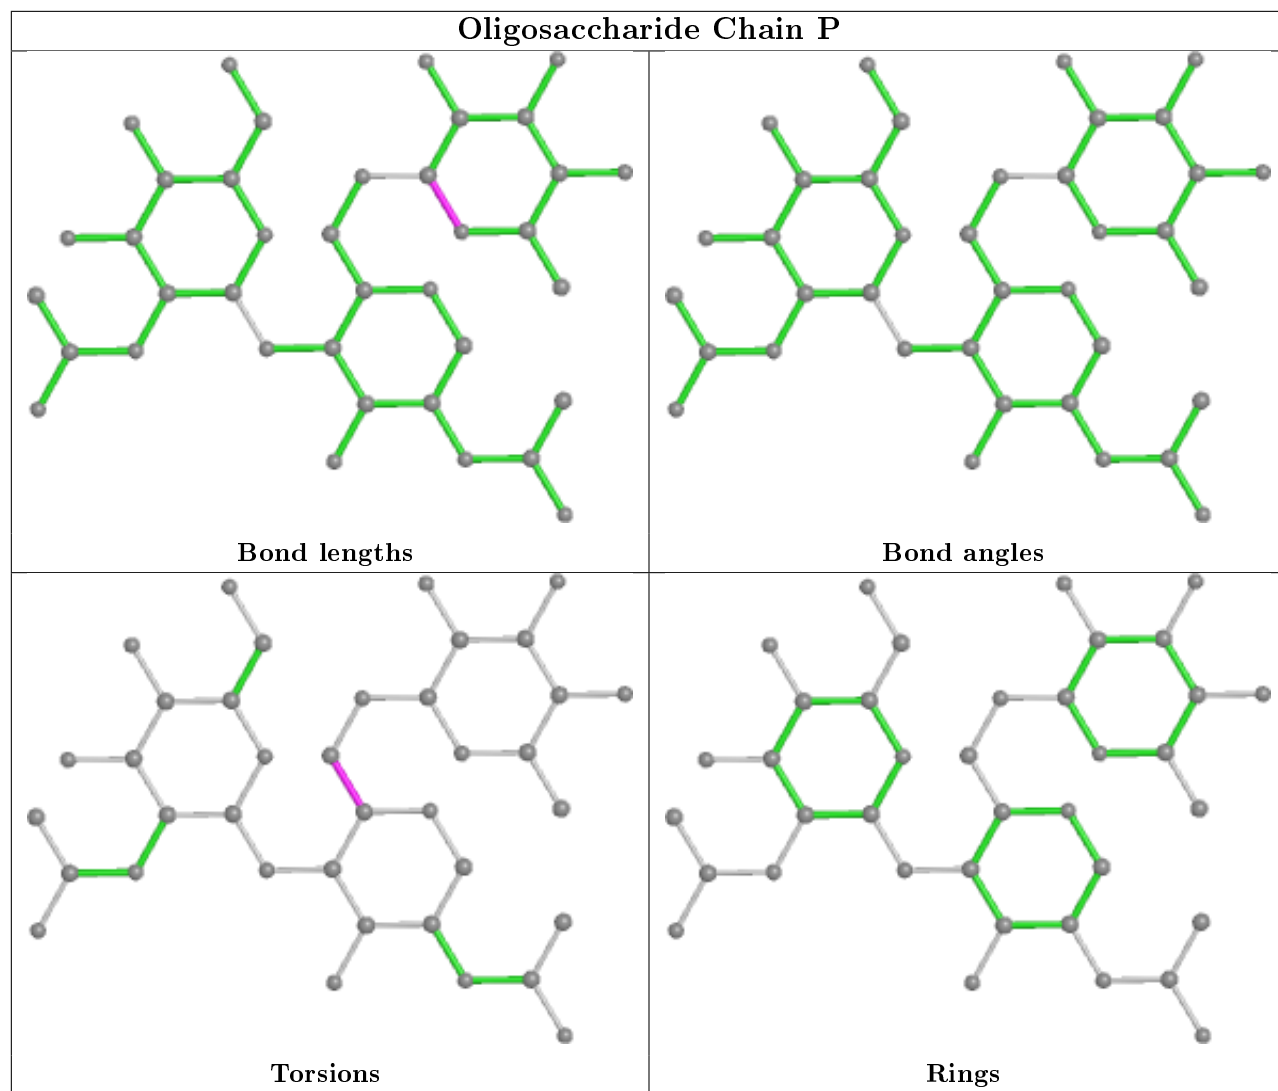 Oligosaccharide Chain P
Bond lengths
Bond angles
Torsions
Rings